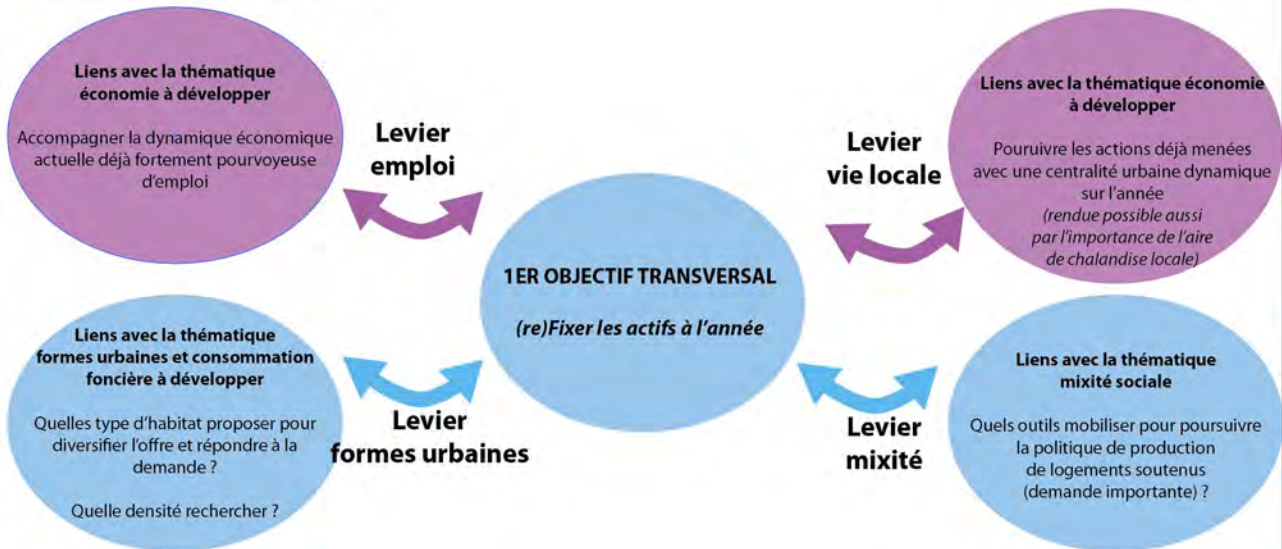 Liens avec la thématique
économie à développer
Accompagner la dynamique économique
actuelle déjà fortement pourvoyeuse
d'emploi
Levier
emploi
Levier
vie locale
Liens avec la thématique économie
à développer
Pouruivre les actions déjà menées
avec une centralité urbaine dynamique
sur l'année
(rendue possible aussi
par l'importance de l'aire
de chalandise locale)
1ER OBJECTIF TRANSVERSAL
(re)Fixer les actifs à l'année
Liens avec la thématique
formes urbaines et consommation
foncière à développer
Quelles type d'habitat proposer pour
diversifier l'offre et répondre à la
demande ?
Quelle densité rechercher ?
Levier
formes urbaines
Levier
mixité
Liens avec la thématique
mixité sociale
Quels outils mobiliser pour poursuivre
la politique de production
de logements soutenus
(demande importante) ?